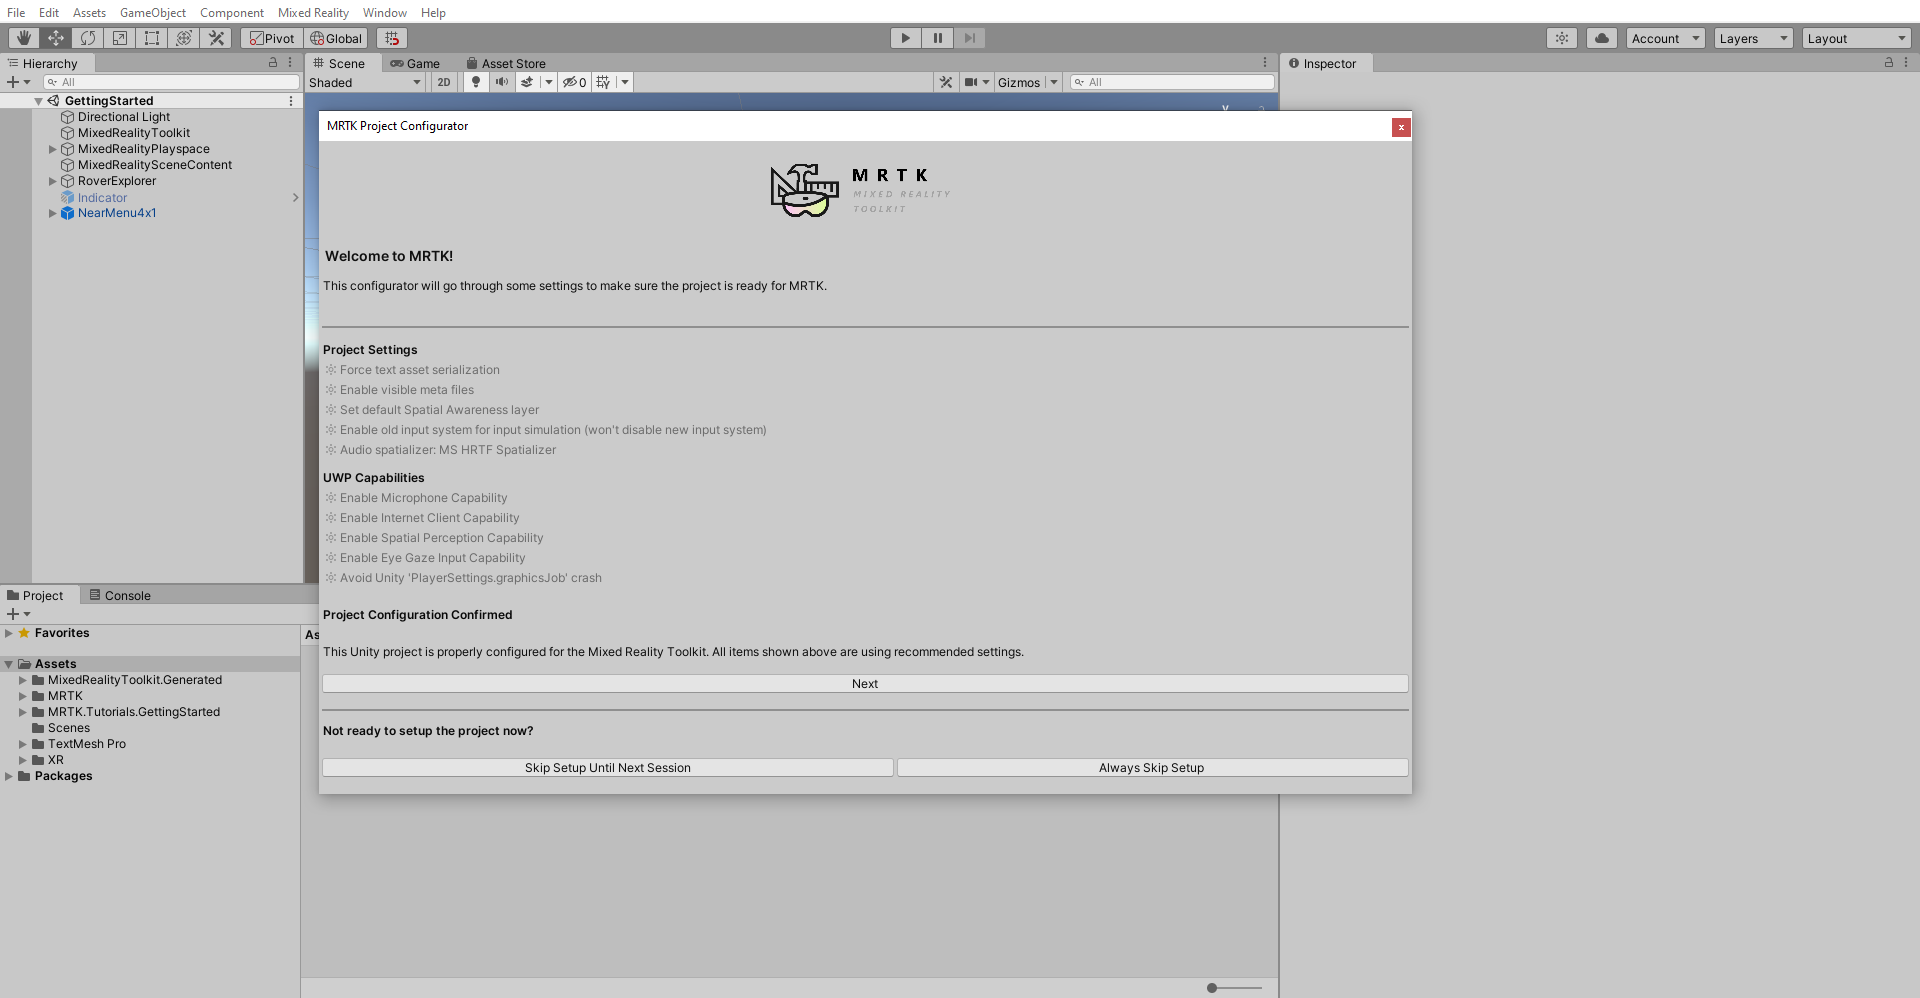 File Edit Assets GameObject Component Mixed Reality Window Help
Pivot Global Account Layers Layout
Hierarchy
All
GettingStarted
Directional Light
MixedRealityToolkit
MixedRealityPlayspace
MixedRealitySceneContent
RoverExplorer
Indicator
NearMenu4x1
Scene Game Asset Store
Shaded 2D 0 Gizmos All
Inspector
MRTK Project Configurator
MRTK
MIXED REALITY
TOOLKIT
Welcome to MRTK!
This configurator will go through some settings to make sure the project is ready for MRTK.
Project Settings
Force text asset serialization
Enable visible meta files
Set default Spatial Awareness layer
Enable old input system for input simulation (won't disable new input system)
Audio spatializer: MS HRTF Spatializer
UWP Capabilities
Enable Microphone Capability
Enable Internet Client Capability
Enable Spatial Perception Capability
Enable Eye Gaze Input Capability
Avoid Unity 'PlayerSettings.graphicsJob' crash
Project Configuration Confirmed
This Unity project is properly configured for the Mixed Reality Toolkit. All items shown above are using recommended settings.
Next
Not ready to setup the project now?
Skip Setup Until Next Session Always Skip Setup
Project Console
Favorites
Assets
MixedRealityToolkit.Generated
MRTK
MRTK.Tutorials.GettingStarted
Scenes
TextMesh Pro
XR
Packages
As